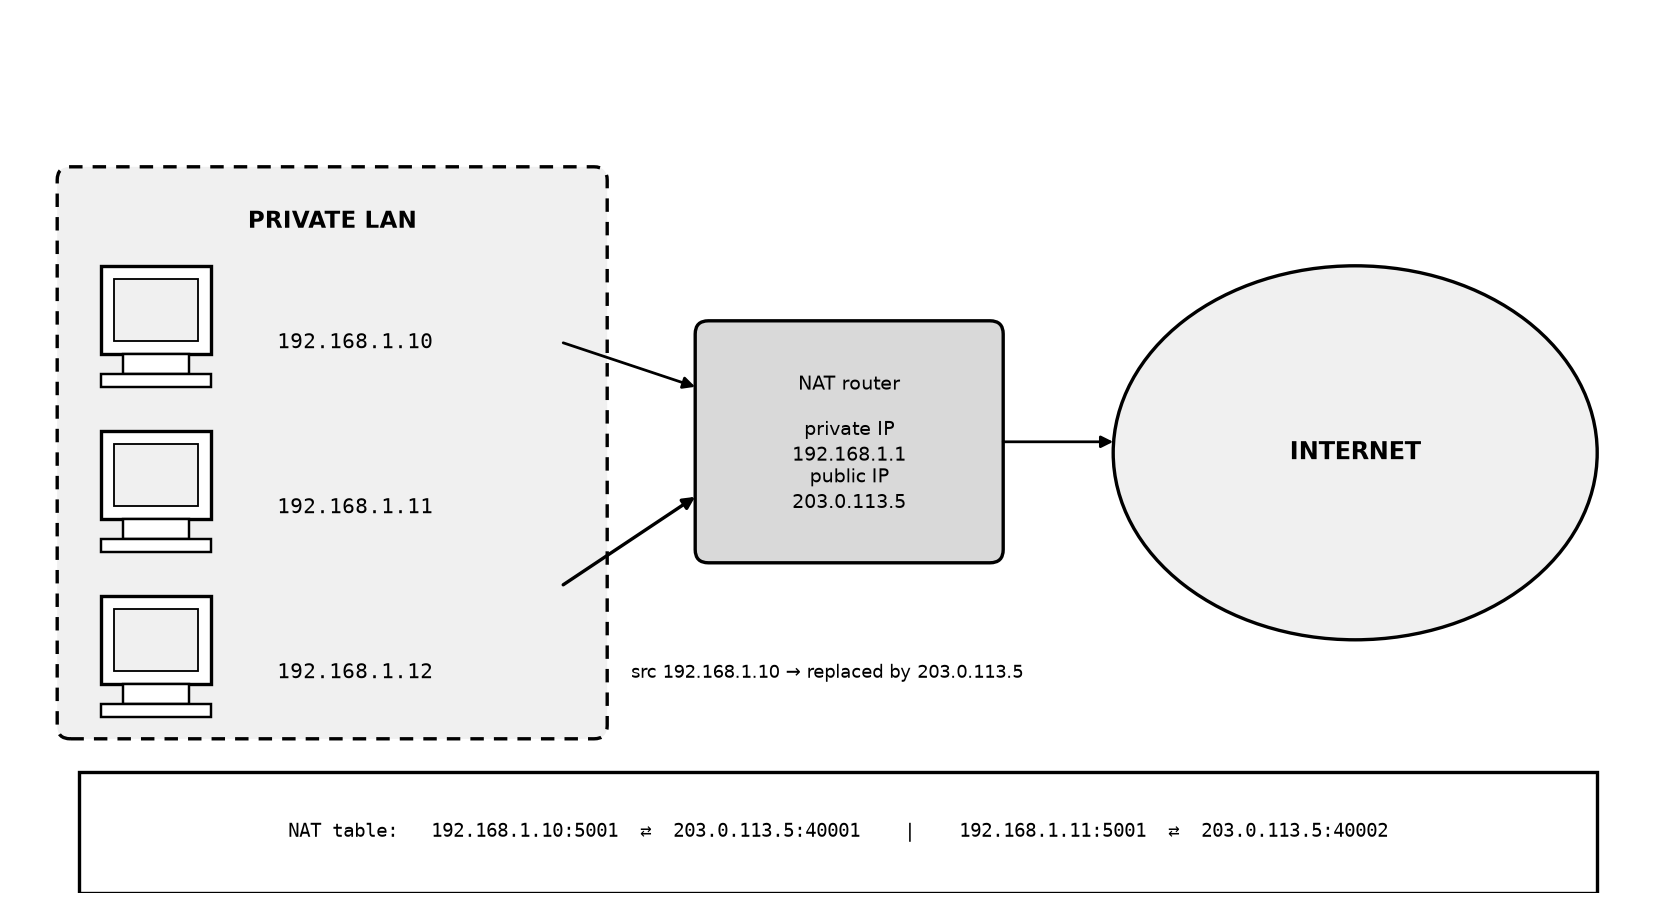 PRIVATE LAN
192.168.1.10
192.168.1.11
192.168.1.12
NAT router
private IP
192.168.1.1
public IP
203.0.113.5
INTERNET
src 192.168.1.10 → replaced by 203.0.113.5
NAT table: 192.168.1.10:5001 ⇄ 203.0.113.5:40001 | 192.168.1.11:5001 ⇄ 203.0.113.5:40002